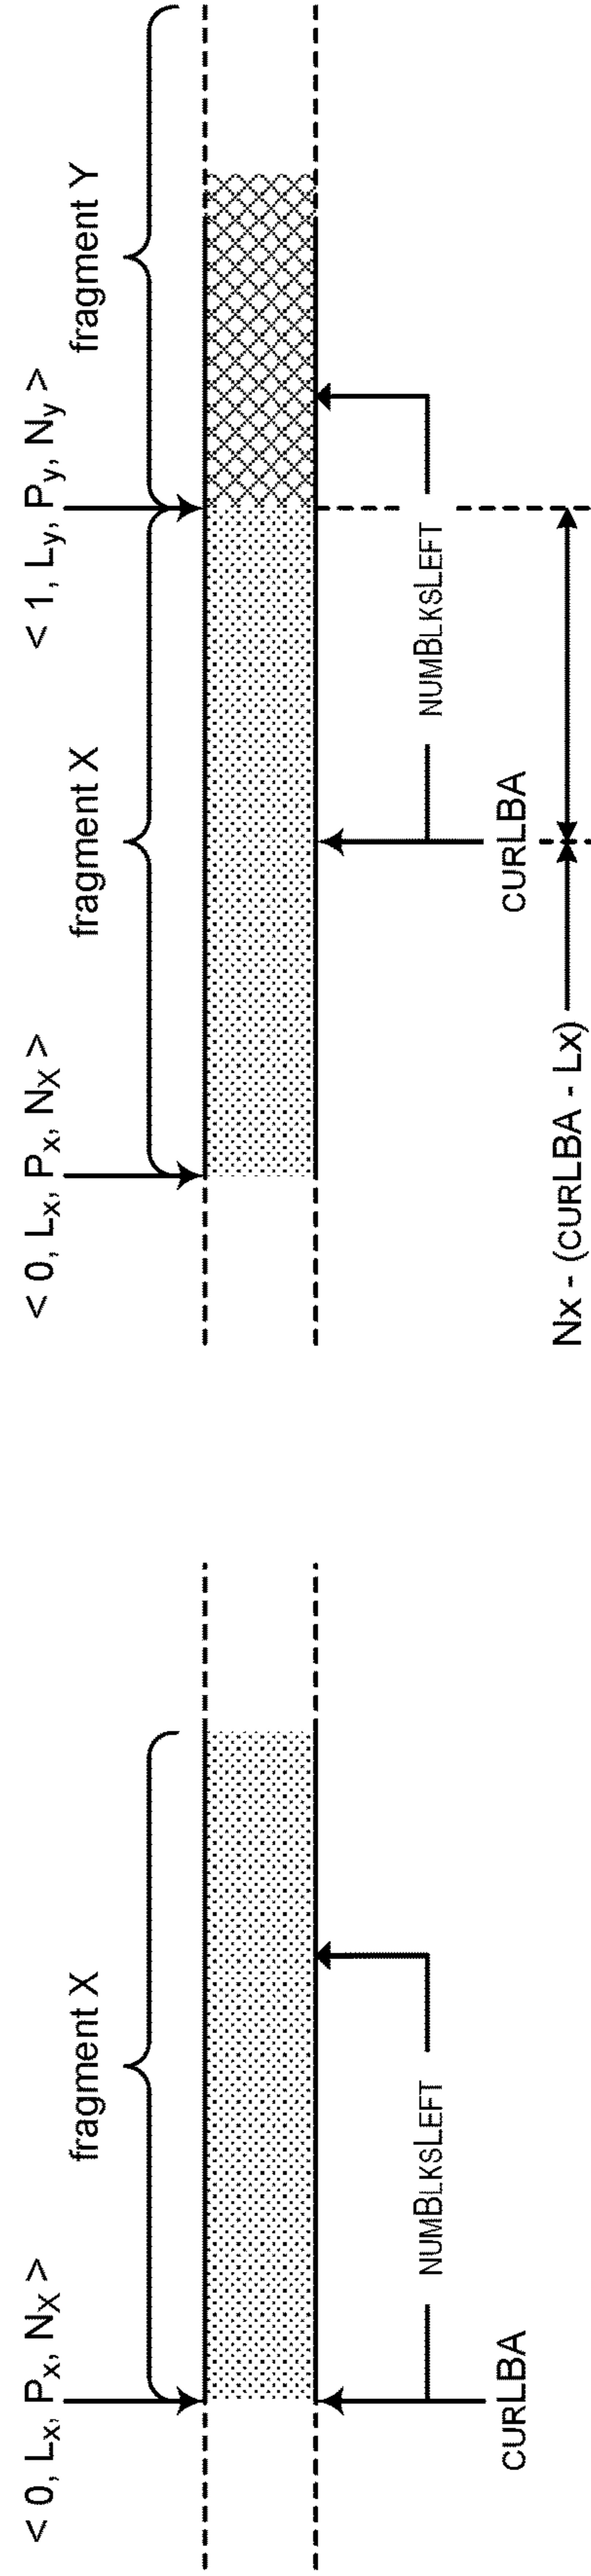 < 0, Lx, Px, NX >
fragment X
NUMBLKSLEFT
CURLBA
< 0, Lx, Px, NX >
< 1, Ly, Py, Ny >
fragment X
fragment Y
NUMBLKSLEFT
CURLBA
Nx - (CURLBA - Lx)